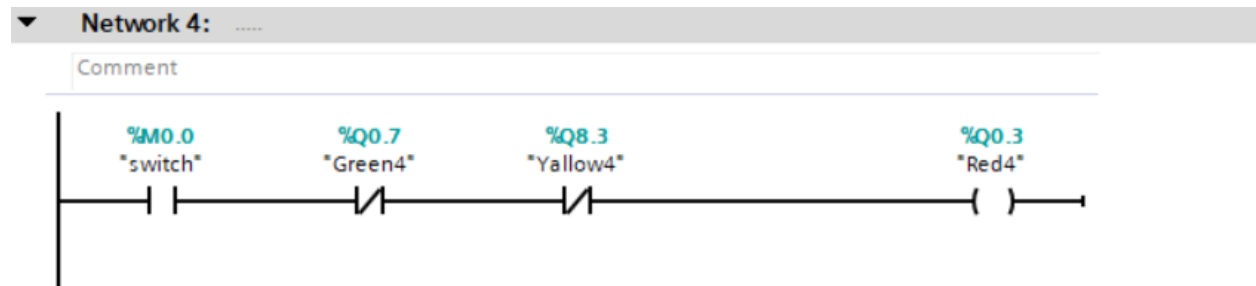 Network 4: .....
Comment
%M0.0 %Q0.7 %Q8.3 %Q0.3
"switch" "Green4" "Yallow4" "Red4"